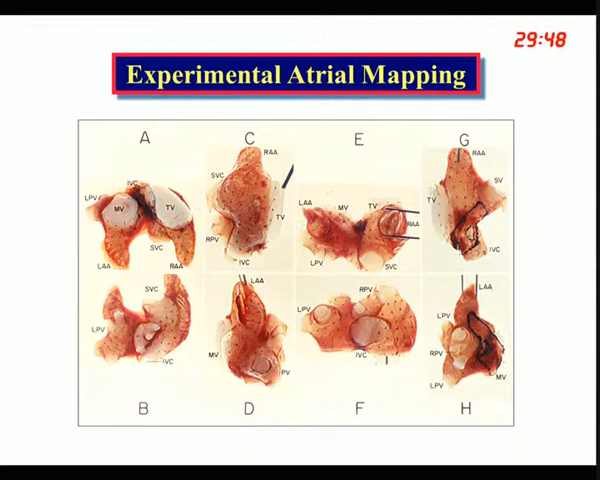 29:48
Experimental Atrial Mapping
A
C
E
G
RAA
RAA
SVC
SV
IVC
LPV
MV
TV
TV
LAA
MV
TV
RAA
TV
RPV
SVC
IVC
LAA
RAA
IVC
LPV
SVC
SVC
LAA
RPV
LAA
LPV
LPV
LPV
MV
RPV
IVC
PV
IVC
MV
LPV
B
D
F
H